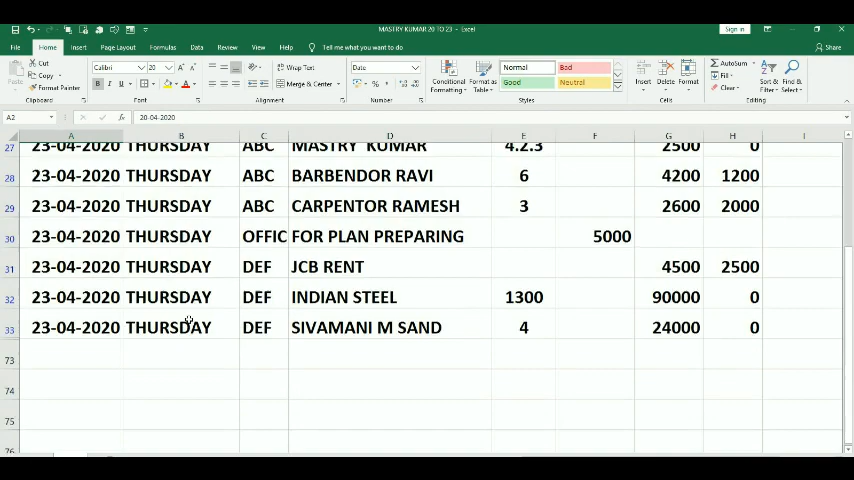 MASTRY KUMAR 20 TO 23 - Excel
Sign in
File Home Insert Page Layout Formulas Data Review View Help Tell me what you want to do Share
Cut
Copy
Format Painter
Paste
Clipboard
Calibri 20
B I U
Font
Wrap Text
Merge & Center
Alignment
Date
Number
Conditional Formatting
Format as Table
Normal Bad
Good Neutral
Styles
Insert Delete Format
Cells
AutoSum
Fill
Clear
Sort & Filter
Find & Select
Editing
A2 20-04-2020
A B C D E F G H I
27 23-04-2020 THURSDAY ABC MASTRY KUMAR 4.2.3 2500 0
28 23-04-2020 THURSDAY ABC BARBENDOR RAVI 6 4200 1200
29 23-04-2020 THURSDAY ABC CARPENTOR RAMESH 3 2600 2000
30 23-04-2020 THURSDAY OFFIC FOR PLAN PREPARING 5000
31 23-04-2020 THURSDAY DEF JCB RENT 4500 2500
32 23-04-2020 THURSDAY DEF INDIAN STEEL 1300 90000 0
33 23-04-2020 THURSDAY DEF SIVAMANI M SAND 4 24000 0
73
74
75
76